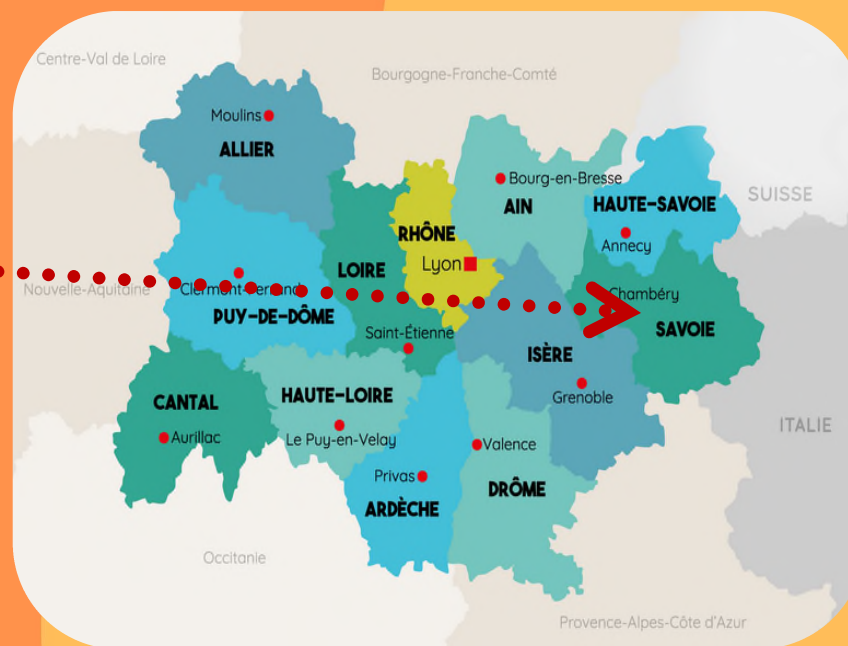 Centre-Val de Loire
Bourgogne-Franche-Comté
Moulins
ALLIER
Bourg-en-Bresse
AIN
HAUTE-SAVOIE
SUISSE
Annecy
RHÔNE
Lyon
LOIRE
Nouvelle-Aquitaine
Clermont-Ferrand
Chambéry
PUY-DE-DÔME
SAVOIE
Saint-Étienne
ISÈRE
HAUTE-LOIRE
Grenoble
CANTAL
ITALIE
Aurillac
Le Puy-en-Velay
Valence
Privas
DRÔME
ARDÈCHE
Occitanie
Provence-Alpes-Côte d'Azur